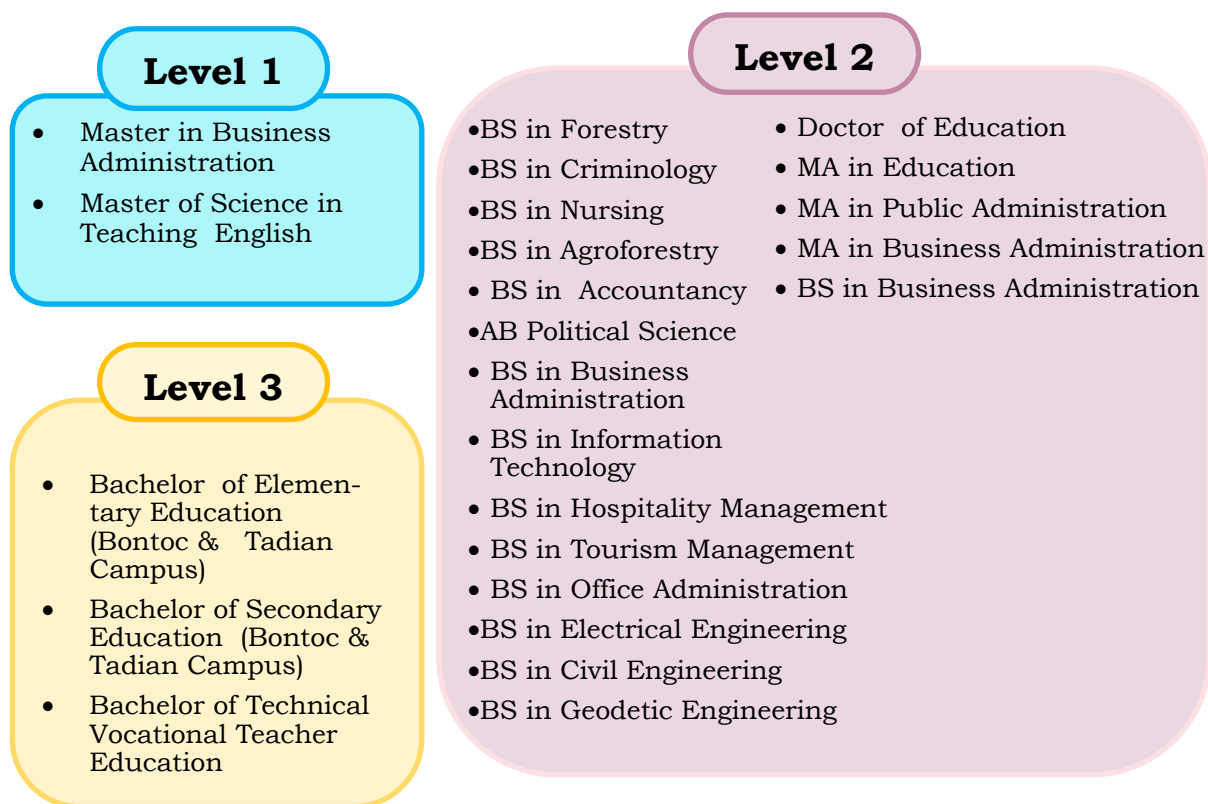 Level 1
• Master in Business
Administration
• Master of Science in
Teaching English
Level 2
•BS in Forestry
•BS in Criminology
•BS in Nursing
•BS in Agroforestry
• BS in Accountancy
•AB Political Science
• BS in Business
Administration
• BS in Information
Technology
• BS in Hospitality Management
• BS in Tourism Management
• BS in Office Administration
•BS in Electrical Engineering
•BS in Civil Engineering
•BS in Geodetic Engineering
• Doctor of Education
• MA in Education
• MA in Public Administration
• MA in Business Administration
• BS in Business Administration
Level 3
• Bachelor of Elemen-
tary Education
(Bontoc & Tadian
Campus)
• Bachelor of Secondary
Education (Bontoc &
Tadian Campus)
• Bachelor of Technical
Vocational Teacher
Education